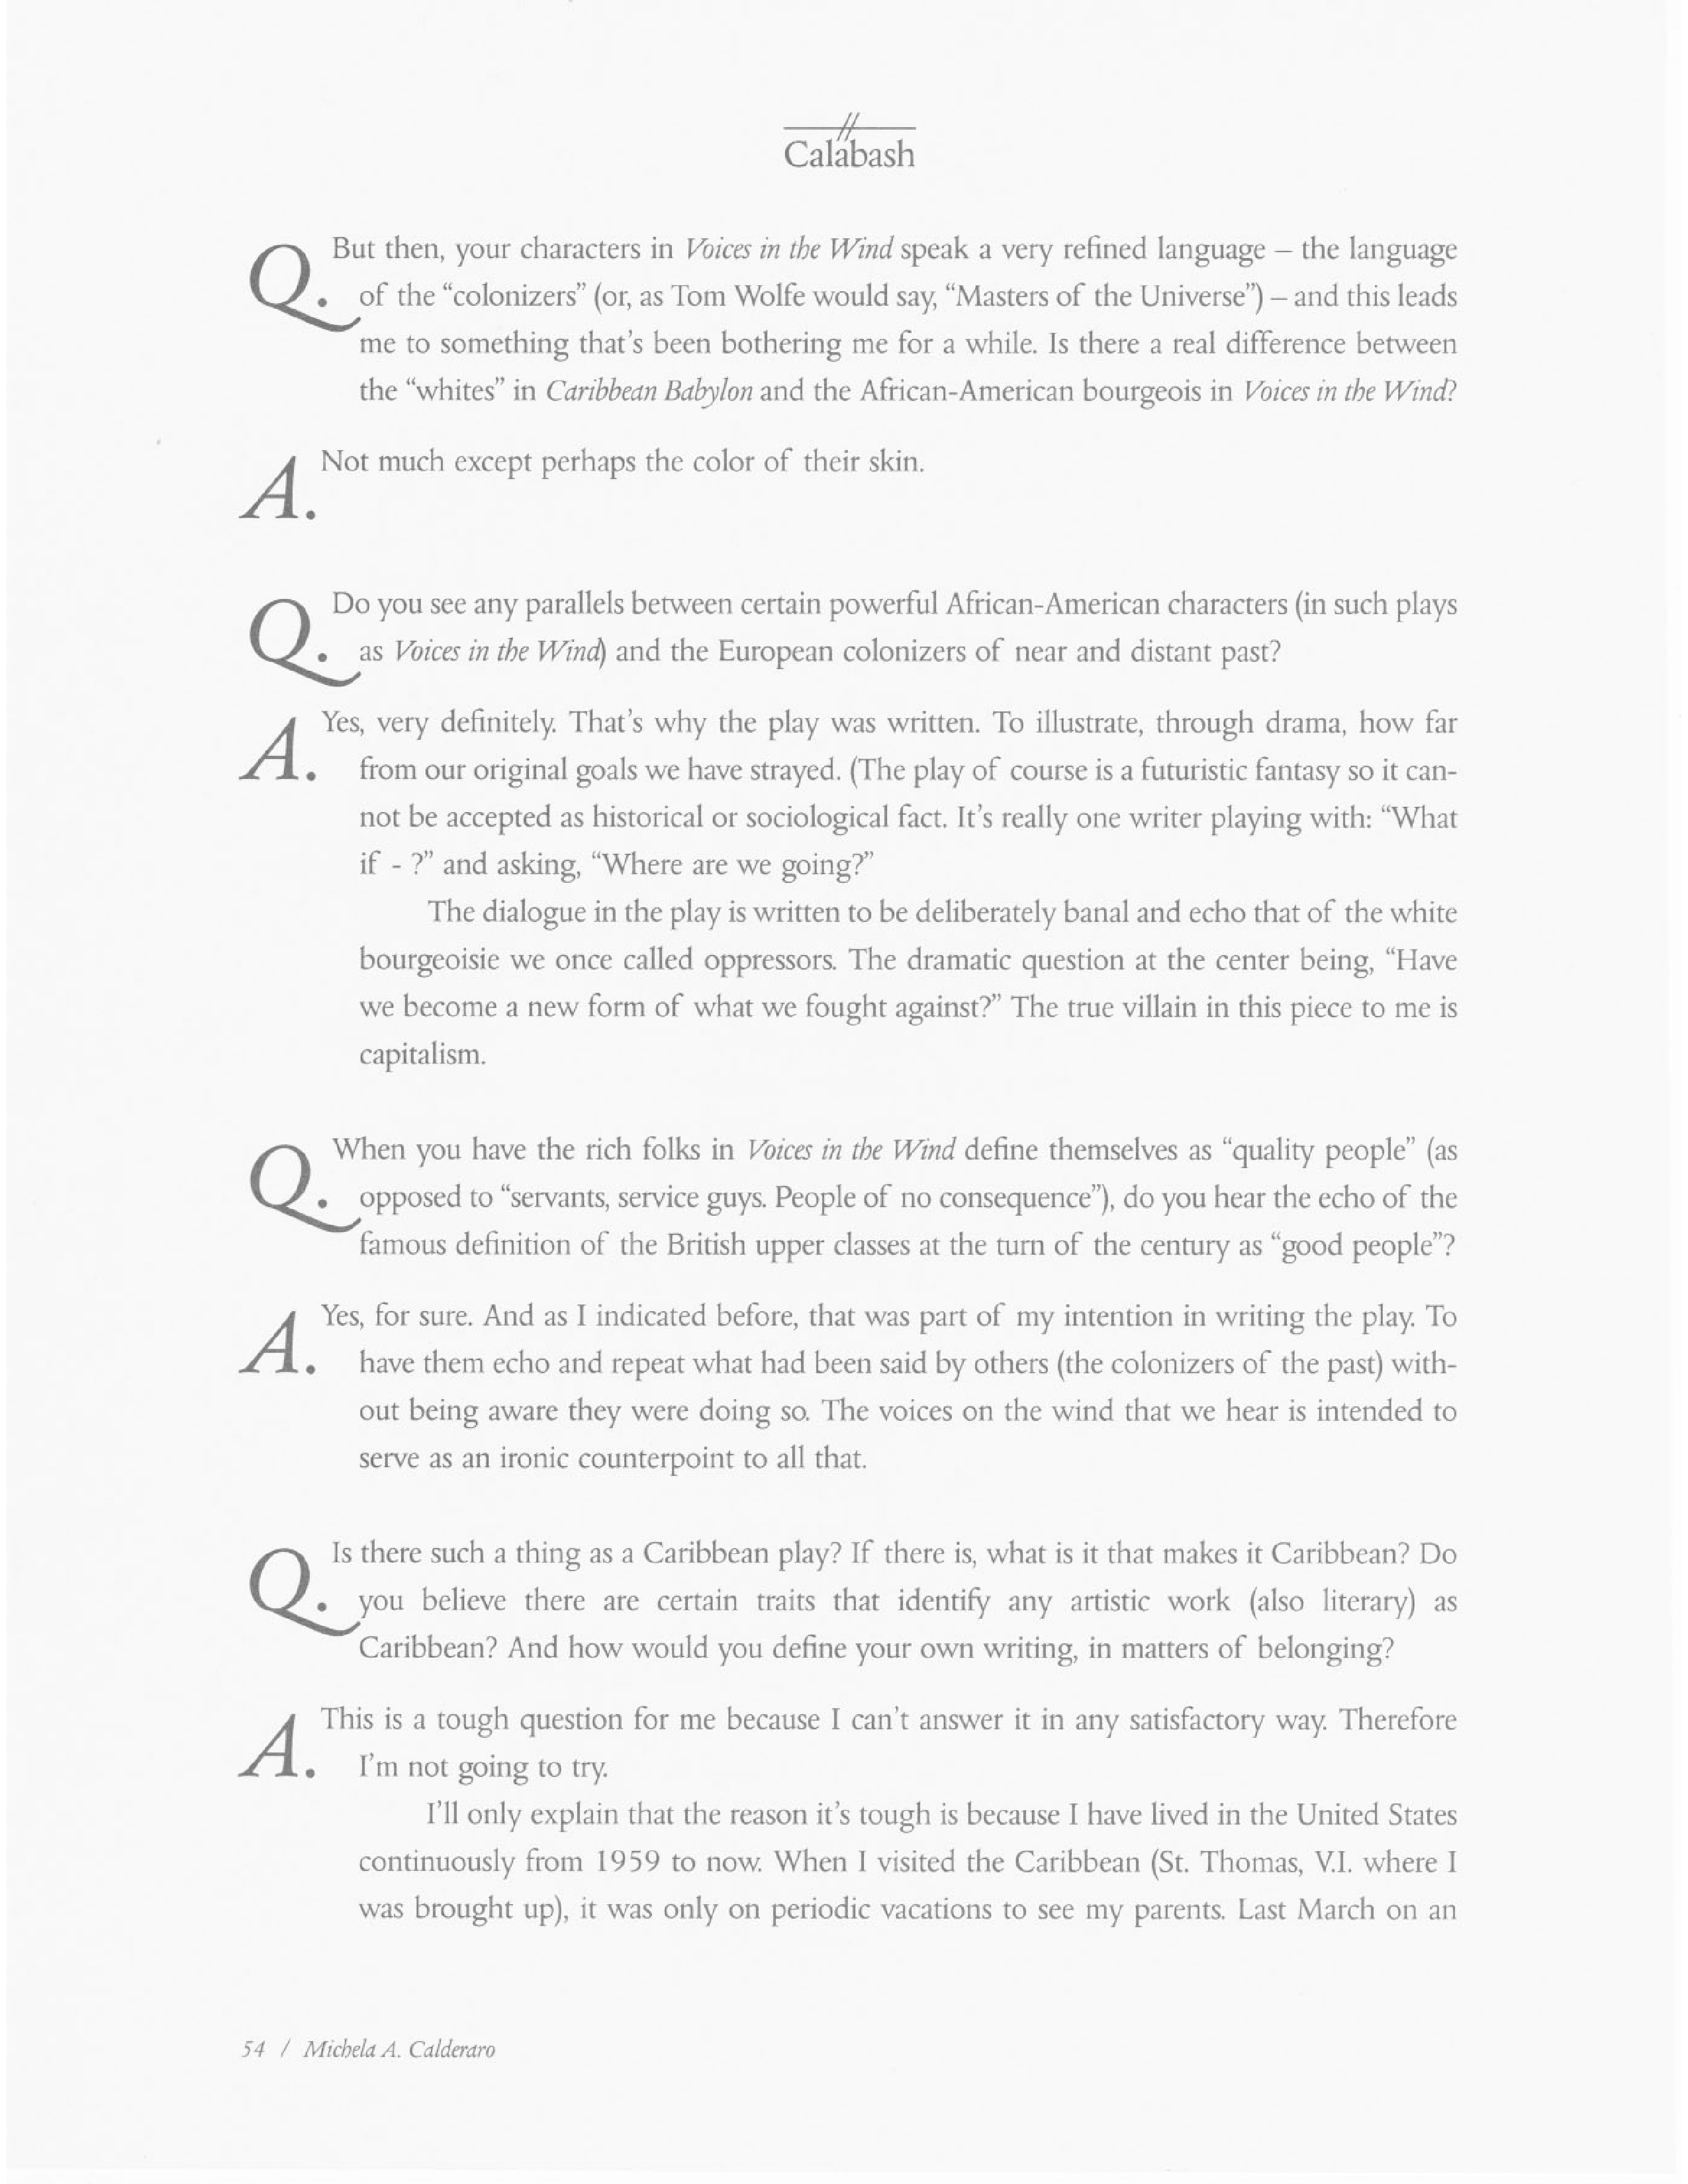 Calabash
Q. But then, your characters in Voices in the Wind speak a very refined language – the language
of the “colonizers” (or, as Tom Wolfe would say, “Masters of the Universe”) – and this leads
me to something that’s been bothering me for a while. Is there a real difference between
the “whites” in Caribbean Babylon and the African-American bourgeois in Voices in the Wind?
A. Not much except perhaps the color of their skin.
Q. Do you see any parallels between certain powerful African-American characters (in such plays
as Voices in the Wind) and the European colonizers of near and distant past?
A. Yes, very definitely. That’s why the play was written. To illustrate, through drama, how far
from our original goals we have strayed. (The play of course is a futuristic fantasy so it can-
not be accepted as historical or sociological fact. It’s really one writer playing with: “What
if - ?” and asking, “Where are we going?”
The dialogue in the play is written to be deliberately banal and echo that of the white
bourgeoisie we once called oppressors. The dramatic question at the center being, “Have
we become a new form of what we fought against?” The true villain in this piece to me is
capitalism.
Q. When you have the rich folks in Voices in the Wind define themselves as “quality people” (as
opposed to “servants, service guys. People of no consequence”), do you hear the echo of the
famous definition of the British upper classes at the turn of the century as “good people”?
A. Yes, for sure. And as I indicated before, that was part of my intention in writing the play. To
have them echo and repeat what had been said by others (the colonizers of the past) with-
out being aware they were doing so. The voices on the wind that we hear is intended to
serve as an ironic counterpoint to all that.
Q. Is there such a thing as a Caribbean play? If there is, what is it that makes it Caribbean? Do
you believe there are certain traits that identify any artistic work (also literary) as
Caribbean? And how would you define your own writing, in matters of belonging?
A. This is a tough question for me because I can’t answer it in any satisfactory way. Therefore
I’m not going to try.
I’ll only explain that the reason it’s tough is because I have lived in the United States
continuously from 1959 to now. When I visited the Caribbean (St. Thomas, V.I. where I
was brought up), it was only on periodic vacations to see my parents. Last March on an
54 / Michela A. Calderaro